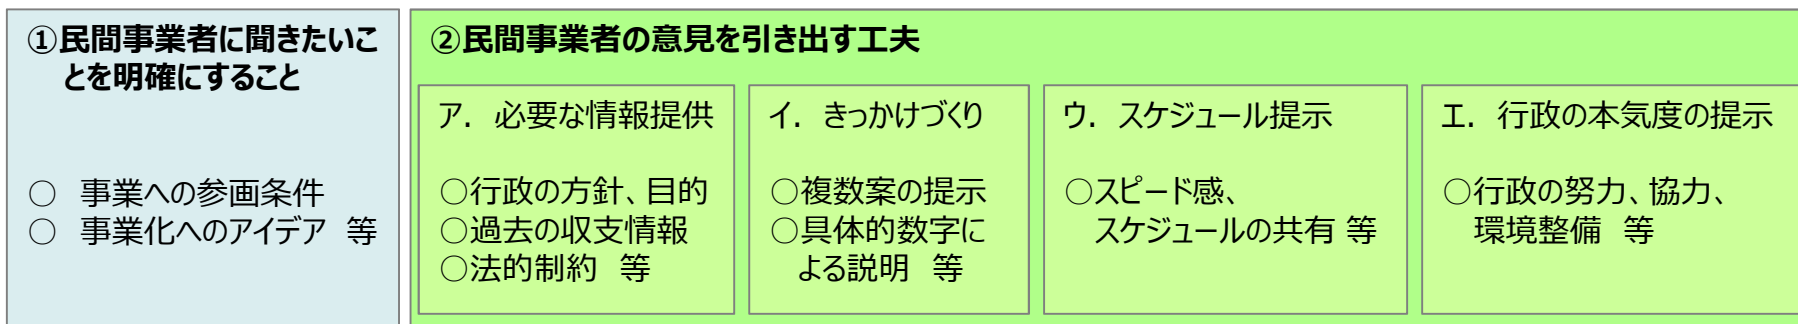 ①民間事業者に聞きたいこ
とを明確にすること
○ 事業への参画条件
○ 事業化へのアイデア 等
②民間事業者の意見を引き出す工夫
ア. 必要な情報提供
○行政の方針、目的
○過去の収支情報
○法的制約 等
イ. きっかけづくり
○複数案の提示
○具体的数字に
よる説明 等
ウ. スケジュール提示
○スピード感、
スケジュールの共有 等
エ. 行政の本気度の提示
○行政の努力、協力、
環境整備 等